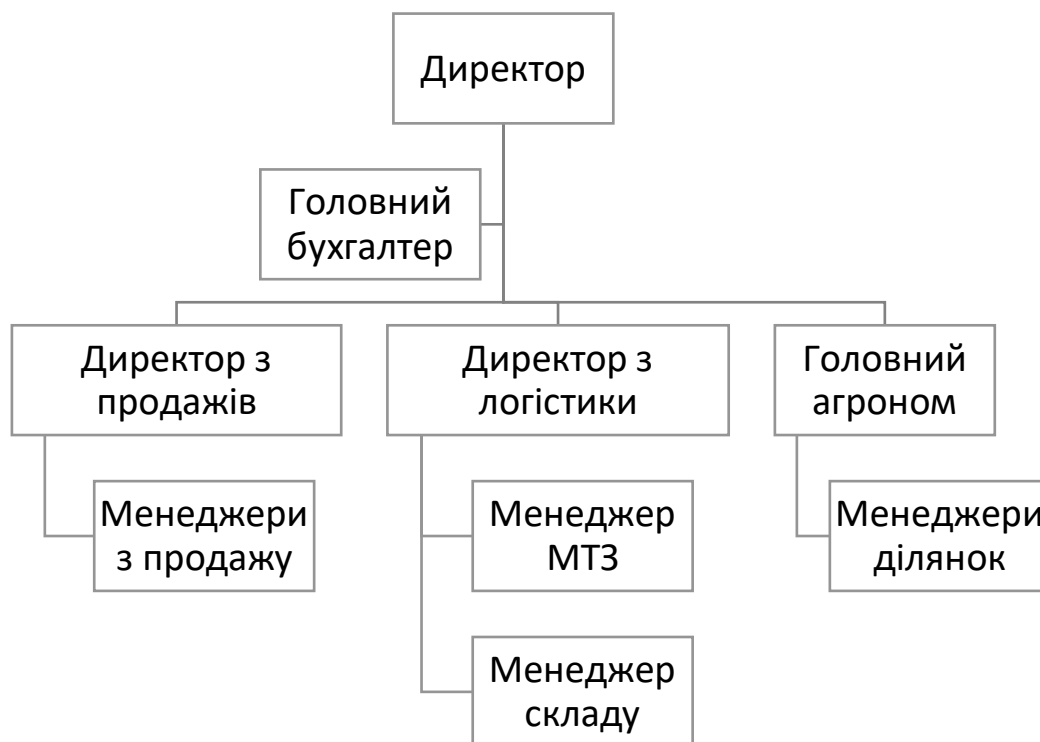 Директор
Головний
бухгалтер
Директор з
продажів
Директор з
логістики
Головний
агроном
Менеджери
з продажу
Менеджер
МТЗ
Менеджери
ділянок
Менеджер
складу